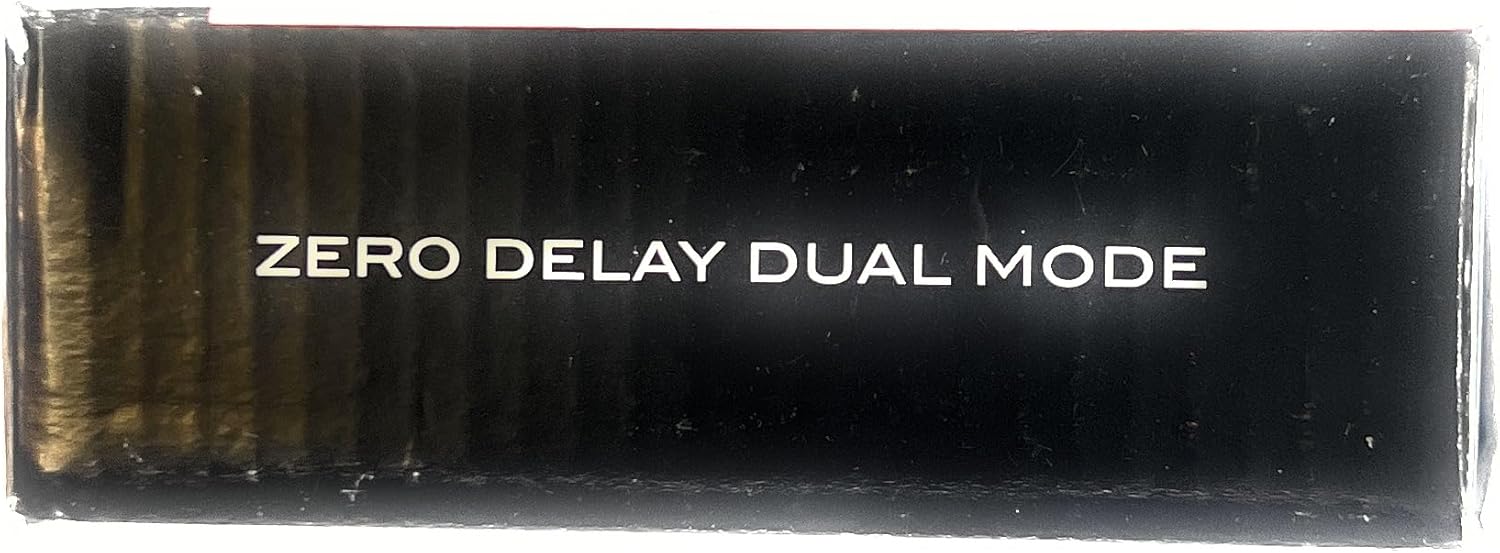 ZERO DELAY DUAL MODE